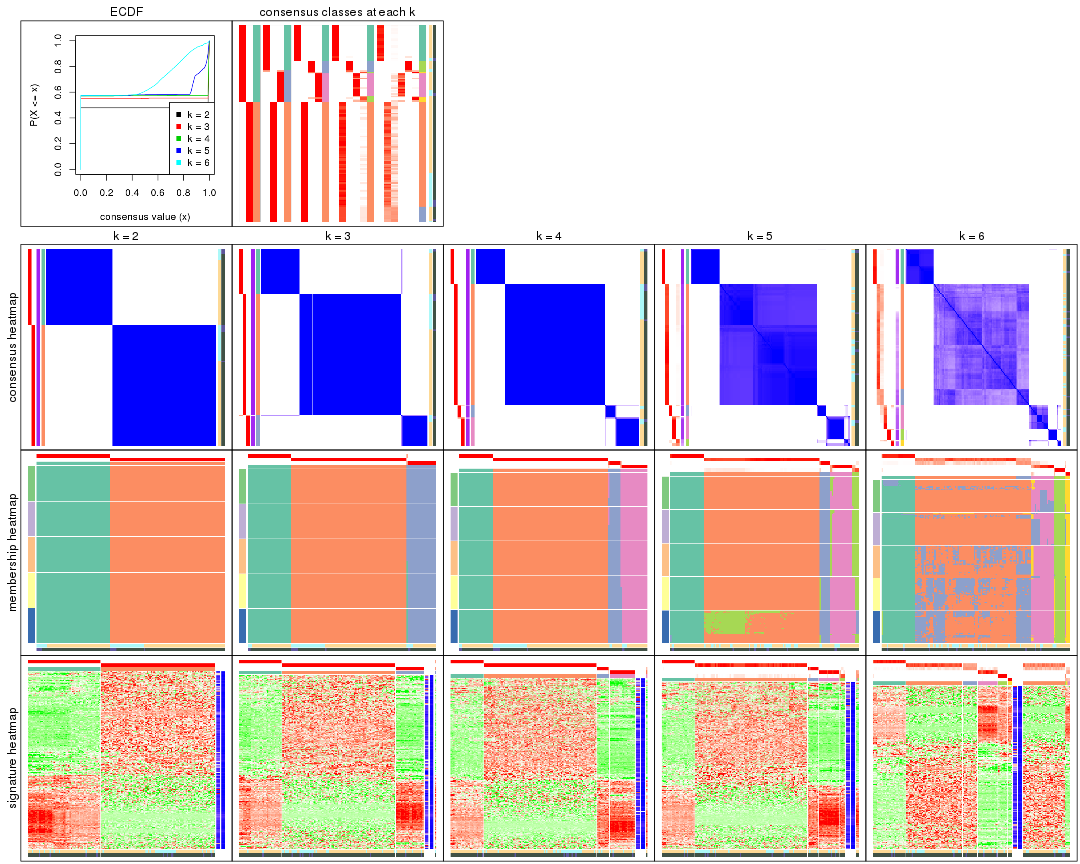 ECDF
consensus classes at each k
P(X <= x)
0.0 0.2 0.4 0.6 0.8 1.0
k = 2
k = 3
k = 4
k = 5
k = 6
0.0 0.2 0.4 0.6 0.8 1.0
consensus value (x)
k = 2 k = 3 k = 4 k = 5 k = 6
consensus heatmap
membership heatmap
signature heatmap